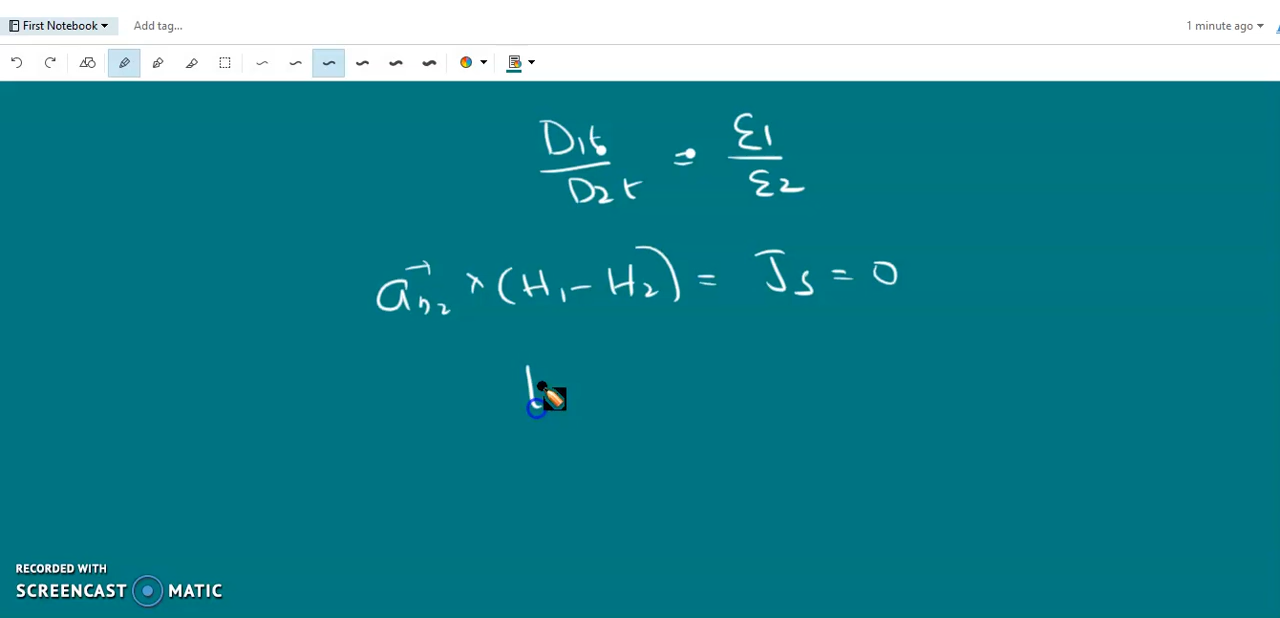 First Notebook
Add tag...
1 minute ago
D1t/D2t = ε1/ε2
a⃗n2 × (H1 - H2) = Js = 0
RECORDED WITH
SCREENCAST MATIC